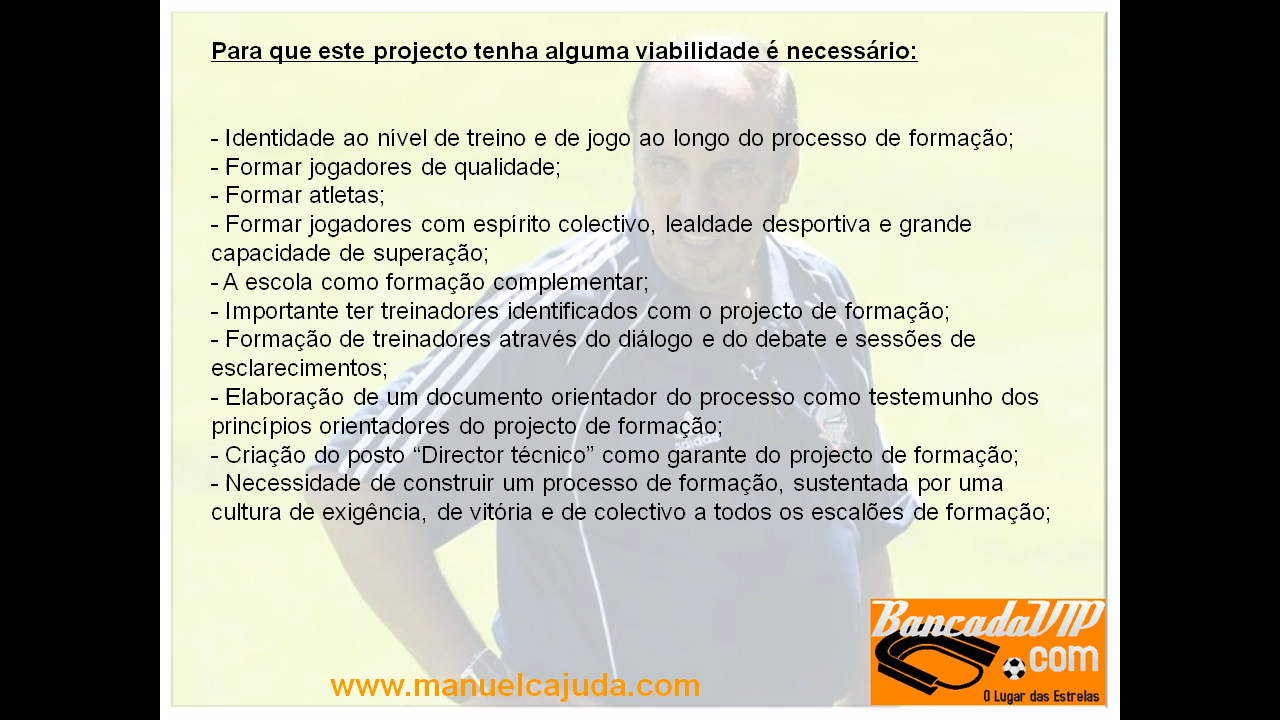 Para que este projecto tenha alguma viabilidade é necessário:
- Identidade ao nível de treino e de jogo ao longo do processo de formação;
- Formar jogadores de qualidade;
- Formar atletas;
- Formar jogadores com espírito colectivo, lealdade desportiva e grande
capacidade de superação;
- A escola como formação complementar;
- Importante ter treinadores identificados com o projecto de formação;
- Formação de treinadores através do diálogo e do debate e sessões de
esclarecimentos;
- Elaboração de um documento orientador do processo como testemunho dos
princípios orientadores do projecto de formação;
adidas
- Criação do posto “Director técnico” como garante do projecto de formação;
- Necessidade de construir um processo de formação, sustentada por uma
cultura de exigência, de vitória e de colectivo a todos os escalões de formação;
BancadaVIP
.com
O Lugar das Estrelas
www.manuelcajuda.com